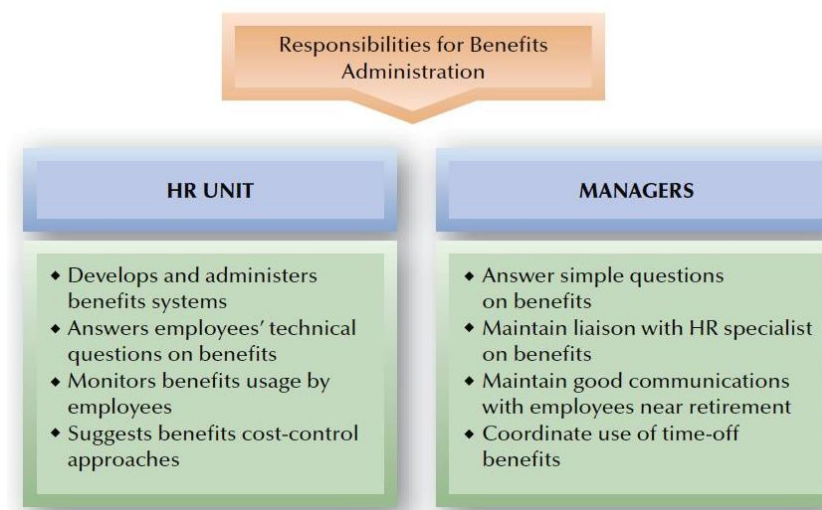 Responsibilities for Benefits
Administration
HR UNIT
◆ Develops and administers
benefits systems
◆ Answers employees’ technical
questions on benefits
◆ Monitors benefits usage by
employees
◆ Suggests benefits cost-control
approaches
MANAGERS
◆ Answer simple questions
on benefits
◆ Maintain liaison with HR specialist
on benefits
◆ Maintain good communications
with employees near retirement
◆ Coordinate use of time-off
benefits